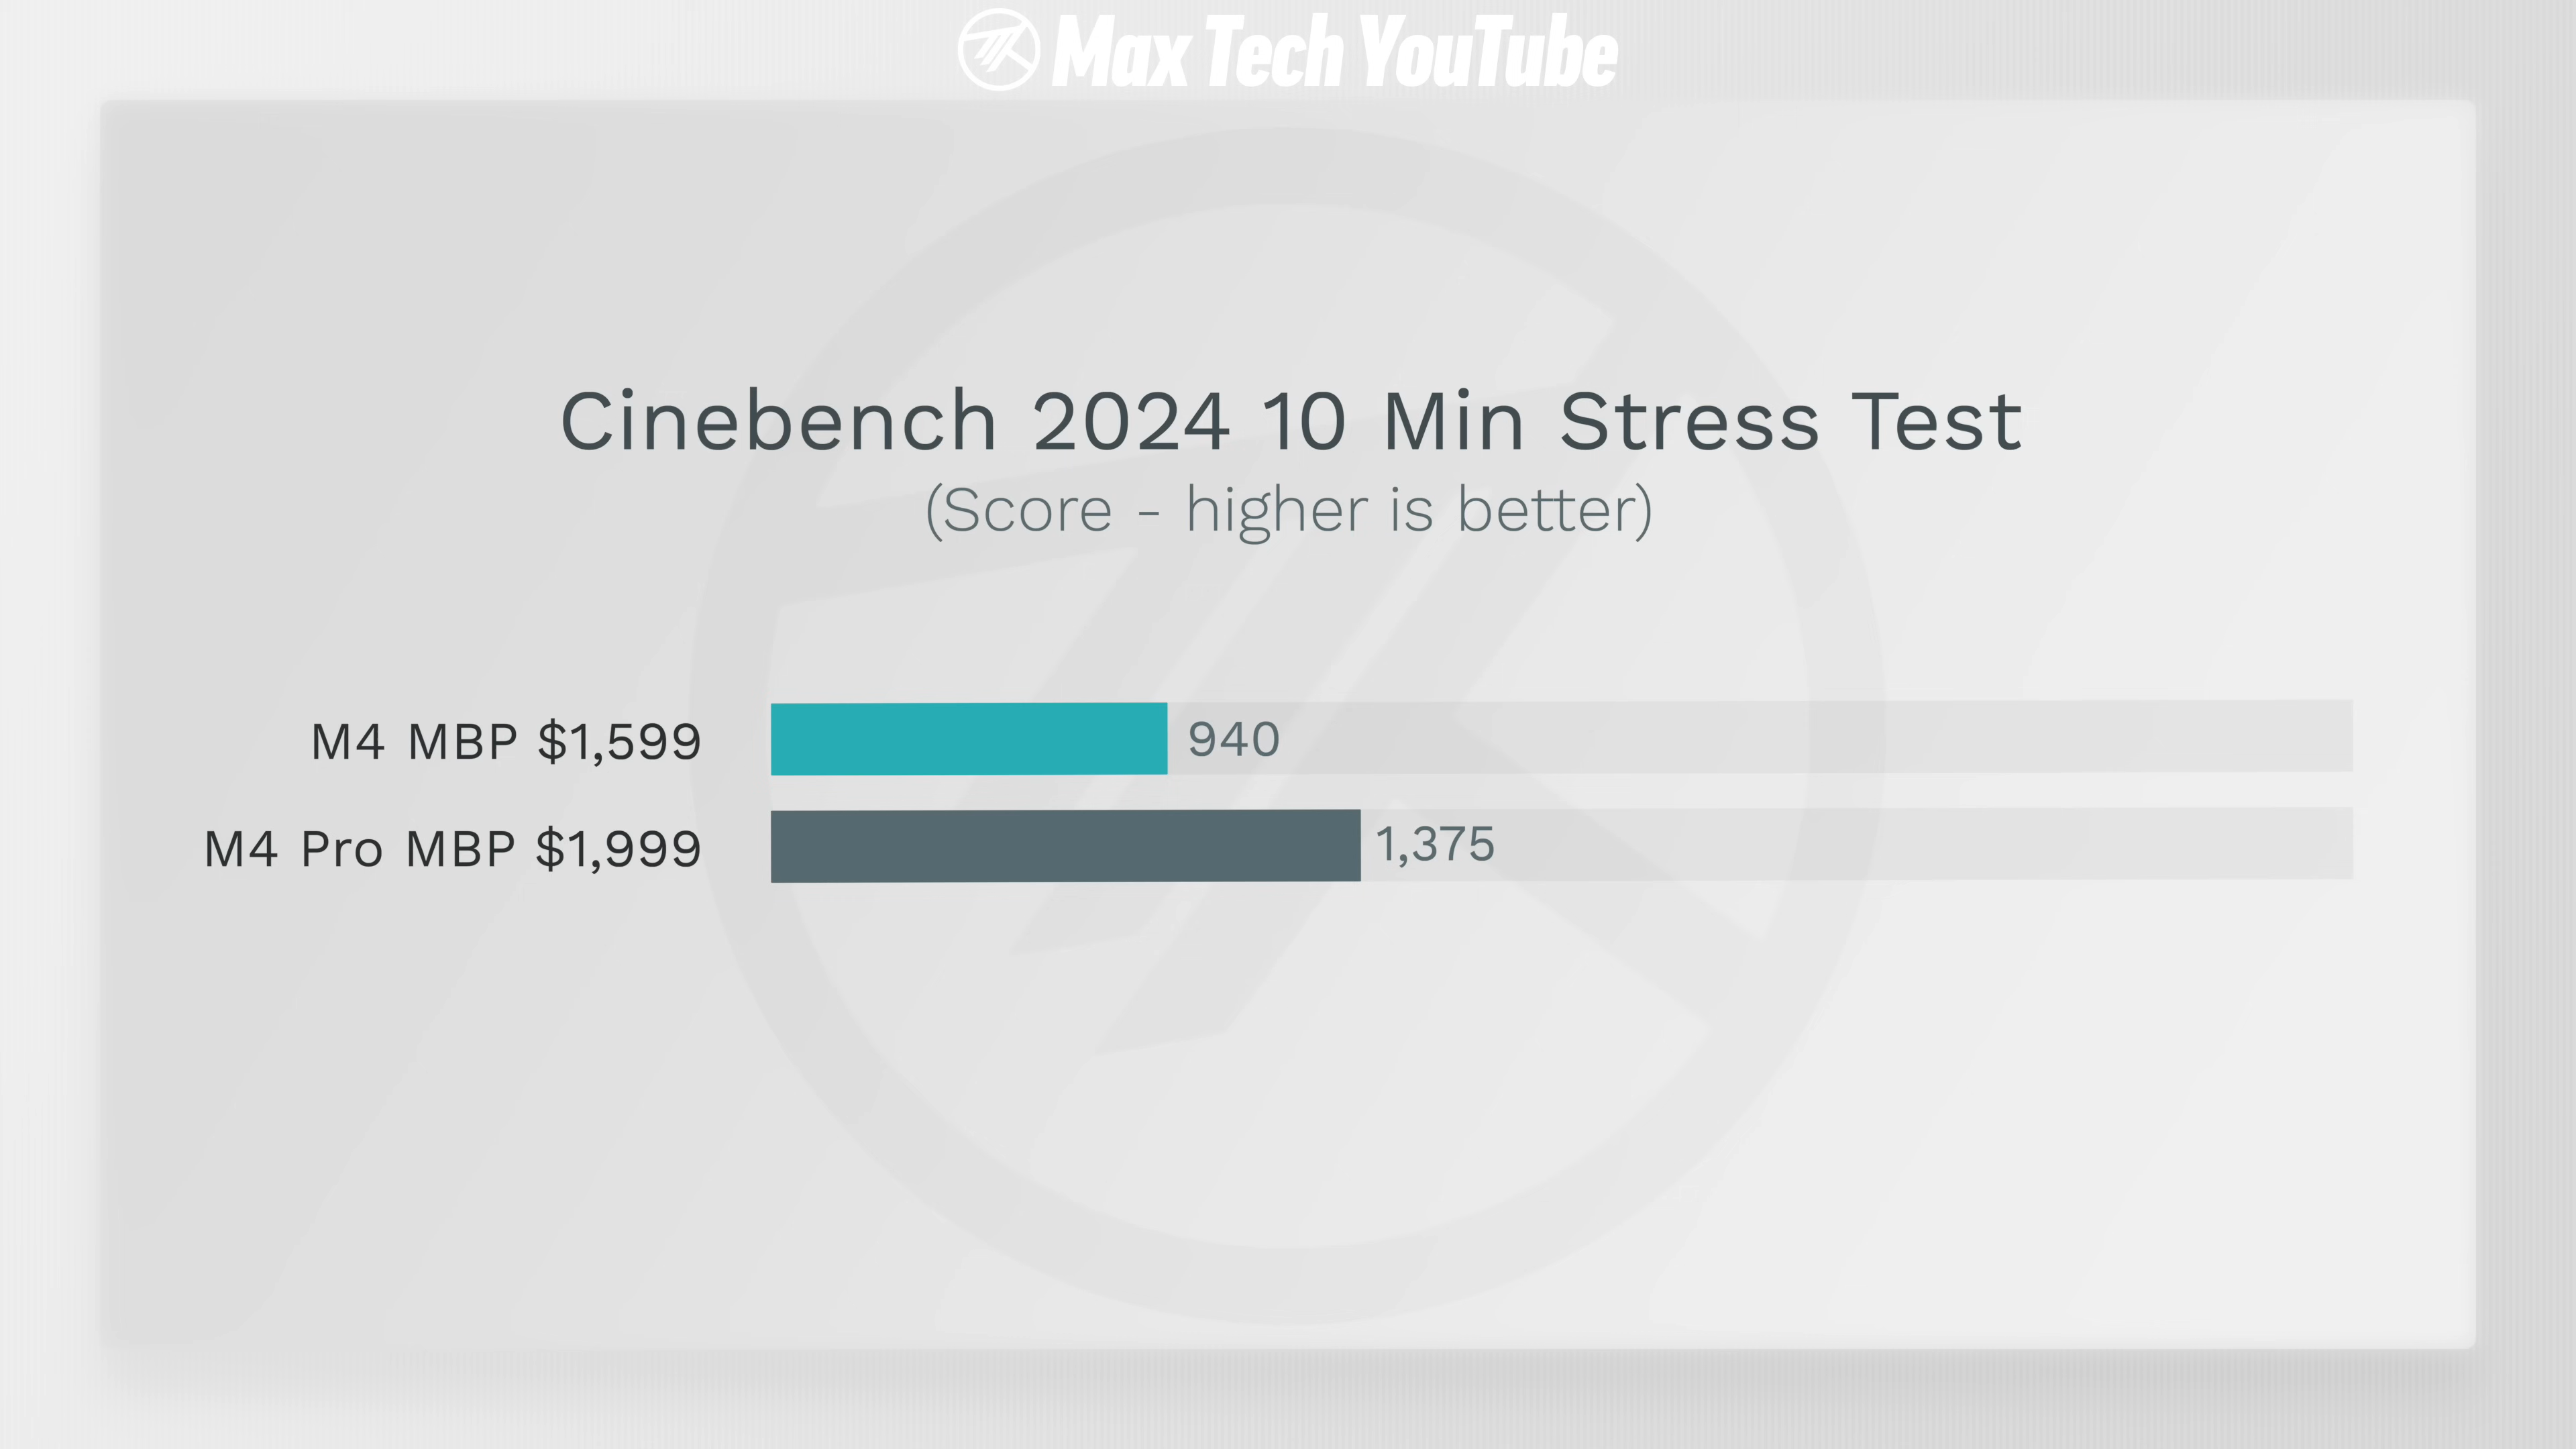 Max Tech YouTube
Cinebench 2024 10 Min Stress Test
(Score - higher is better)
M4 MBP $1,599
940
M4 Pro MBP $1,999
1,375